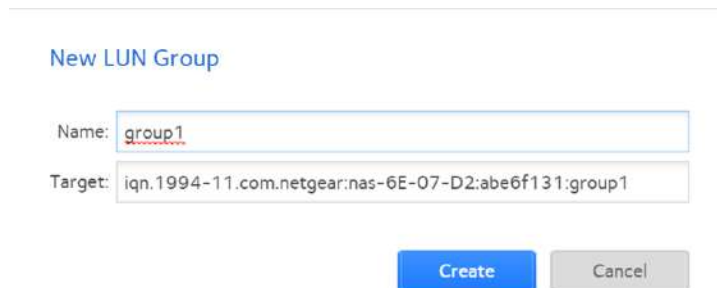 New LUN Group
Name: group1
Target: iqn.1994-11.com.netgear:nas-6E-07-D2:abe6f131:group1
Create Cancel